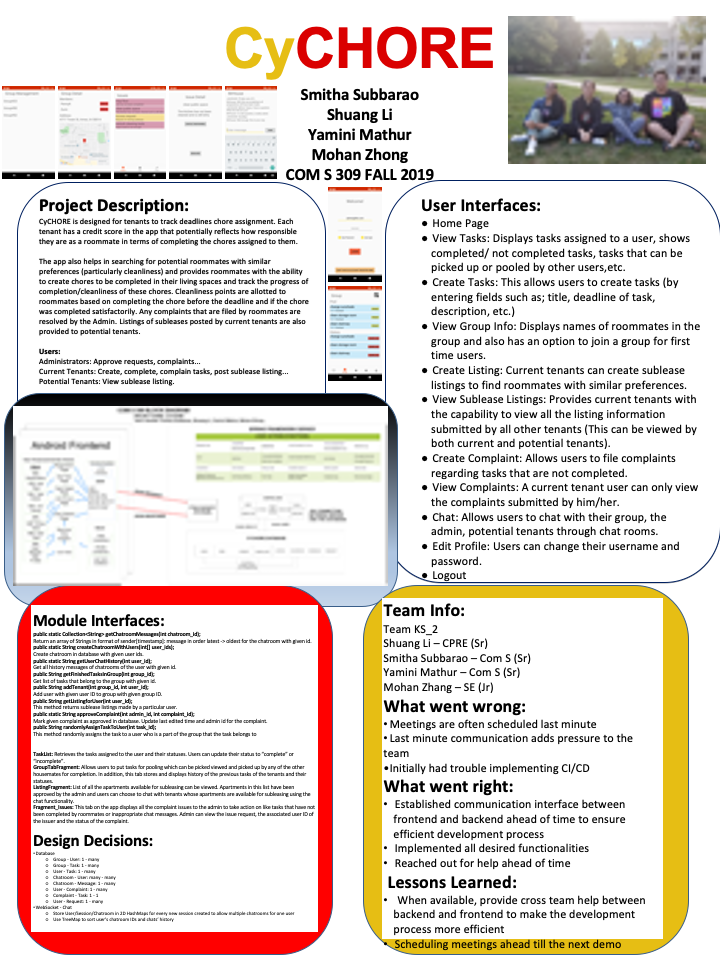 CyCHORE
Smitha Subbarao
Shuang Li
Yamini Mathur
Mohan Zhong
COM S 309 FALL 2019
Project Description:
CyCHORE is designed for tenants to track deadlines chore assignment. Each
tenant has a credit score in the app that potentially reflects how responsible
they are as a roommate in terms of completing the chores assigned to them.
The app also helps in searching for potential roommates with similar
preferences (particularly cleanliness) and provides roommates with the ability
to create chores to be completed in their living spaces and track the progress of
completion/cleanliness of these chores. Cleanliness points are allotted to
roommates based on completing the chore before the deadline and if the chore
was completed satisfactorily. Any complaints that are filed by roommates are
resolved by the Admin. Listings of subleases posted by current tenants are also
provided to potential tenants.
Users:
Administrators: Approve requests, complaints...
Current Tenants: Create, complete, complain tasks, post sublease listing...
Potential Tenants: View sublease listing.
Android Frontend
User Interfaces:
● Home Page
● View Tasks: Displays tasks assigned to a user, shows
completed/ not completed tasks, tasks that can be
picked up or pooled by other users,etc.
● Create Tasks: This allows users to create tasks (by
entering fields such as; title, deadline of task,
description, etc.)
● View Group Info: Displays names of roommates in the
group and also has an option to join a group for first
time users.
● Create Listing: Current tenants can create sublease
listings to find roommates with similar preferences.
● View Sublease Listings: Provides current tenants with
the capability to view all the listing information
submitted by all other tenants (This can be viewed by
both current and potential tenants).
● Create Complaint: Allows users to file complaints
regarding tasks that are not completed.
● View Complaints: A current tenant user can only view
the complaints submitted by him/her.
● Chat: Allows users to chat with their group, the
admin, potential tenants through chat rooms.
● Edit Profile: Users can change their username and
password.
● Logout
Module Interfaces:
public static Collection<String> getChatroomMessages(int chatroom_id);
Return an array of Strings in format of sender[timestamp]: message in order latest -> oldest for the chatroom with given id.
public static String createChatroomWithUsers(int[] user_ids);
Create chatroom in database with given user ids.
public static String getUserChatHistory(int user_id);
Get all history messages of chatrooms of the user with given id.
public static String getFinishedTasksInGroup(int group_id);
Get list of tasks that belong to the group with given id.
public static String addTenant(int group_id, int user_id);
Add user with given user ID to group with given group ID.
public static String getListingforUser(int user_id);
This method returns sublease listings made by a particular user.
public static String approveComplaint(int admin_id, int complaint_id);
Mark given complaint as approved in database. Update last edited time and admin id for the complaint.
public static String randomlyAssignTaskToUser(int task_id);
This method randomly assigns the task to a user who is a part of the group that the task belongs to
TaskList: Retrieves the tasks assigned to the user and their statuses. Users can update their status to "complete" or
"incomplete".
GroupTabFragment: Allows users to put tasks for pooling which can be picked viewed and picked up by any of the other
housemates for completion. In addition, this tab stores and displays history of the previous tasks of the tenants and their
statuses.
ListingFragment: List of all the apartments available for subleasing can be viewed. Apartments in this list have been
approved by the admin and users can choose to chat with tenants whose apartments are available for subleasing using the
chat functionality.
Fragment_Issues: This tab on the app displays all the complaint issues to the admin to take action on like tasks that have not
been completed by roommates or inappropriate chat messages. Admin can view the issue request, the associated user ID of
the issuer and the status of the complaint.
Design Decisions:
• Database
o Group - User: 1 - many
o Group - Task: 1 - many
o User - Task: 1 - many
o Chatroom - User: many - many
o Chatroom - Message: 1 - many
o User - Complaint: 1 - many
o Complaint - Task: 1 - 1
o User - Request: 1 - many
• WebSocket - Chat
o Store User/Session/Chatroom in 2D HashMaps for every new session created to allow multiple chatrooms for one user
o Use TreeMap to sort user's chatroom IDs and chats' history
Team Info:
Team KS_2
Shuang Li – CPRE (Sr)
Smitha Subbarao – Com S (Sr)
Yamini Mathur – Com S (Sr)
Mohan Zhang – SE (Jr)
What went wrong:
•Meetings are often scheduled last minute
•Last minute communication adds pressure to the
team
•Initially had trouble implementing CI/CD
What went right:
• Established communication interface between
frontend and backend ahead of time to ensure
efficient development process
• Implemented all desired functionalities
• Reached out for help ahead of time
Lessons Learned:
• When available, provide cross team help between
backend and frontend to make the development
process more efficient
• Scheduling meetings ahead till the next demo